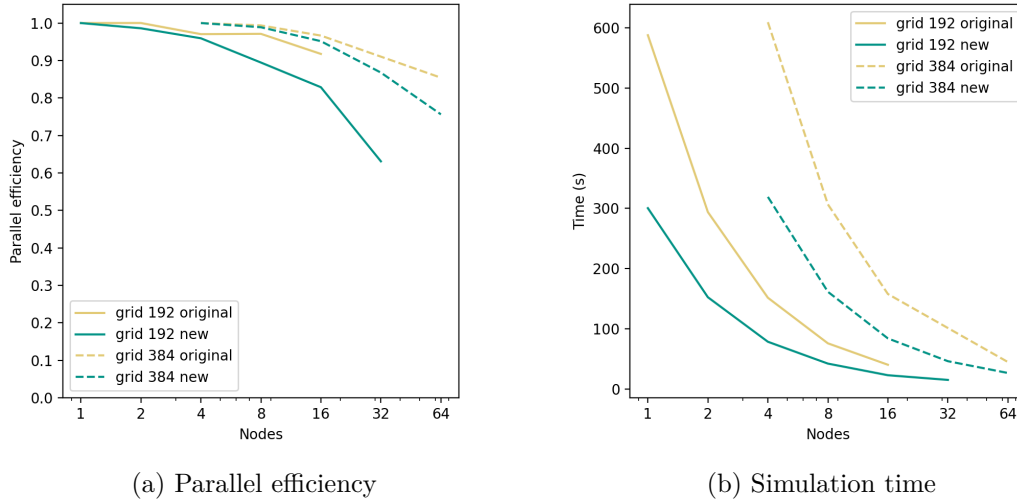 1.0
0.9
0.8
0.7
0.6
0.5
0.4
0.3
0.2
0.1
0.0
Parallel efficiency
grid 192 original
grid 192 new
grid 384 original
grid 384 new
1 2 4 8 16 32 64
Nodes
(a) Parallel efficiency
600
500
400
300
200
100
0
Time (s)
grid 192 original
grid 192 new
grid 384 original
grid 384 new
1 2 4 8 16 32 64
Nodes
(b) Simulation time